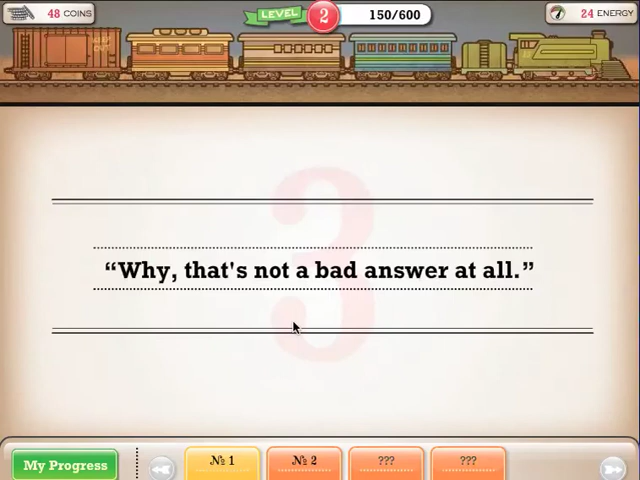 48 COINS
LEVEL 2
150/600
24 ENERGY
3
“Why, that's not a bad answer at all.”
My Progress
№ 1
№ 2
???
???